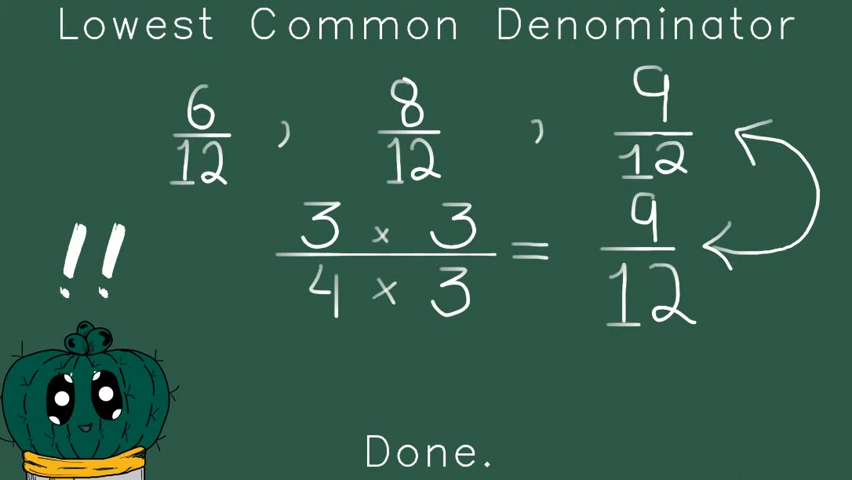 Lowest Common Denominator
6/12 , 8/12 , 9/12
!! 3 × 3 / 4 × 3 = 9/12
Done.